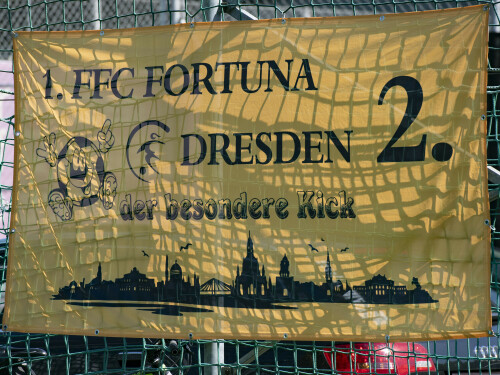 1. FFC FORTUNA
DRESDEN 2.
der besondere Kick